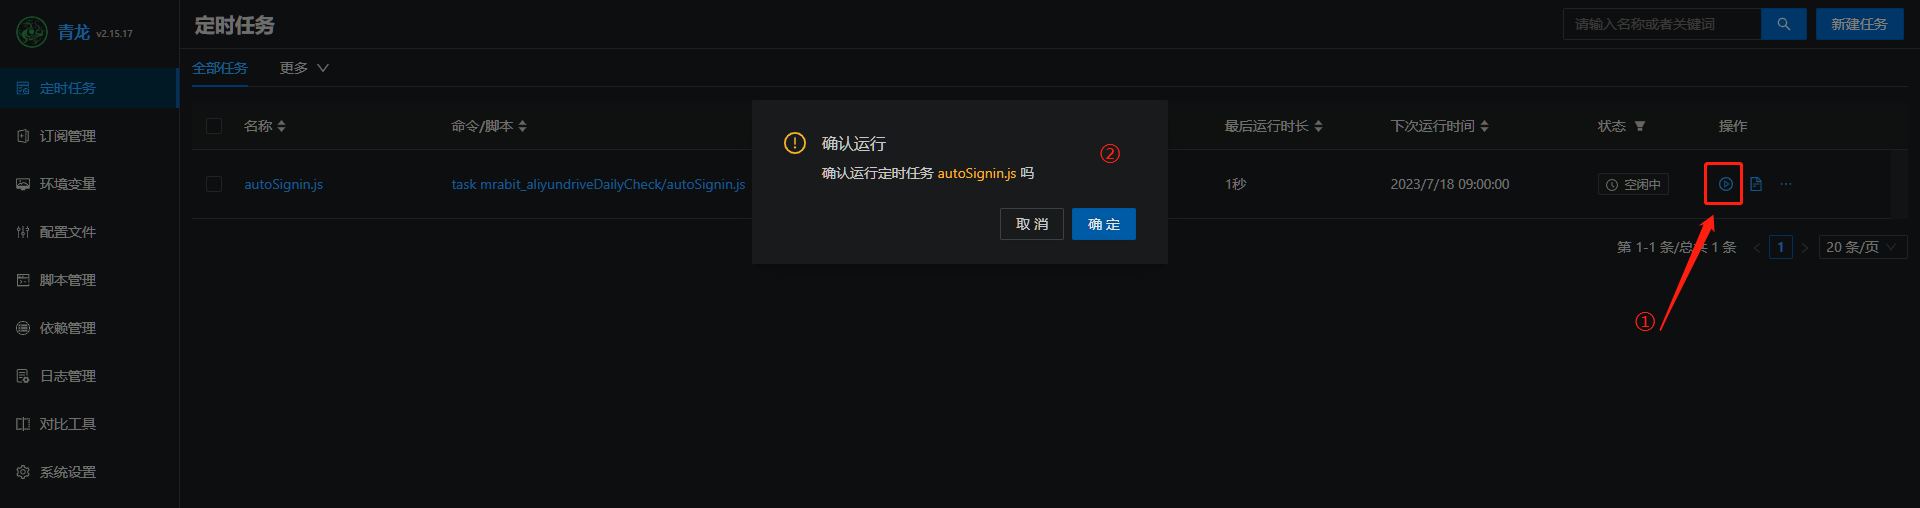 青龙 v2.15.17
定时任务
请输入名称或者关键词
新建任务
定时任务
订阅管理
环境变量
配置文件
脚本管理
依赖管理
日志管理
对比工具
系统设置
全部任务 更多
名称 命令/脚本 最后运行时长 下次运行时间 状态 操作
autoSignin.js task mrabit_aliyundriveDailyCheck/autoSignin.js 1秒 2023/7/18 09:00:00 空闲中
确认运行
②
确认运行定时任务 autoSignin.js 吗
取 消 确 定
第 1-1 条/总共 1 条 < 1 > 20 条/页
①